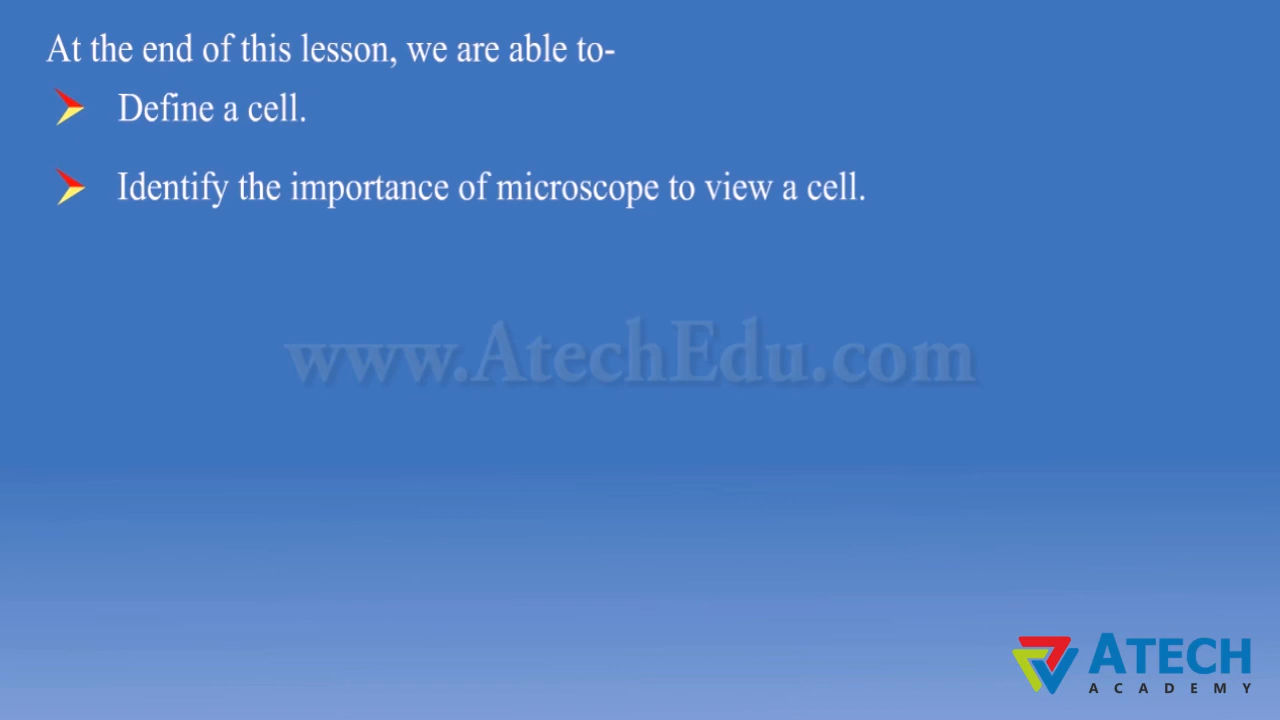 At the end of this lesson, we are able to-
Define a cell.
Identify the importance of microscope to view a cell.
www.AtechEdu.com
ATECH
ACADEMY